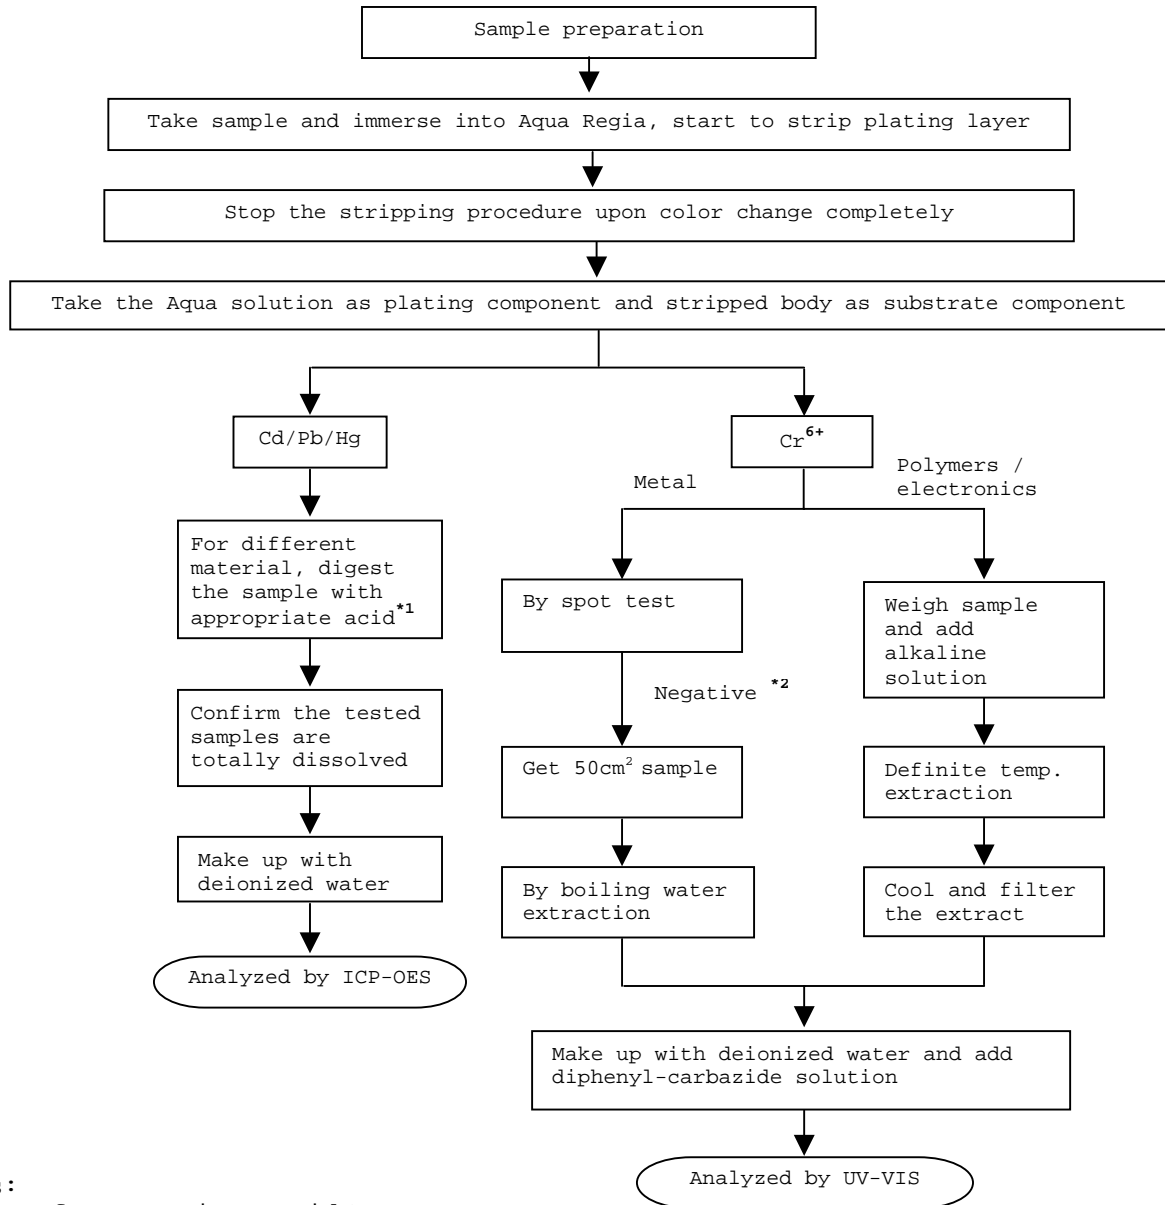 Sample preparation
Take sample and immerse into Aqua Regia, start to strip plating layer
Stop the stripping procedure upon color change completely
Take the Aqua solution as plating component and stripped body as substrate component
Cd/Pb/Hg
For different
material, digest
the sample with
appropriate acid*1
Confirm the tested
samples are
totally dissolved
Make up with
deionized water
Analyzed by ICP-OES
Cr6+
Metal
Polymers /
electronics
By spot test
Negative *2
Get 50cm2 sample
By boiling water
extraction
Weigh sample
and add
alkaline
solution
Definite temp.
extraction
Cool and filter
the extract
Make up with deionized water and add
diphenyl-carbazide solution
Analyzed by UV-VIS